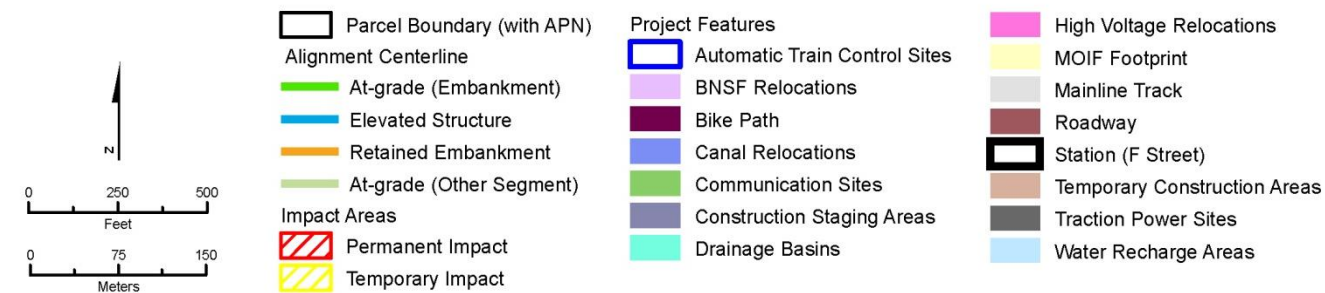 N
0 250 500
Feet
0 75 150
Meters
Parcel Boundary (with APN)
Alignment Centerline
At-grade (Embankment)
Elevated Structure
Retained Embankment
At-grade (Other Segment)
Impact Areas
Permanent Impact
Temporary Impact
Project Features
Automatic Train Control Sites
BNSF Relocations
Bike Path
Canal Relocations
Communication Sites
Construction Staging Areas
Drainage Basins
High Voltage Relocations
MOIF Footprint
Mainline Track
Roadway
Station (F Street)
Temporary Construction Areas
Traction Power Sites
Water Recharge Areas